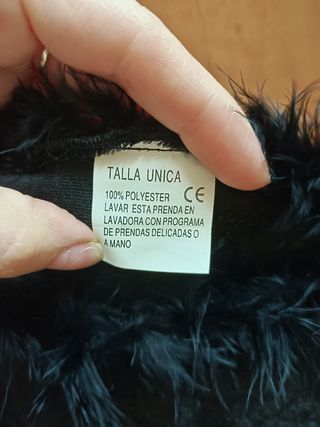 TALLA UNICA
100% POLYESTER CE
LAVAR ESTA PRENDA EN
LAVADORA CON PROGRAMA
DE PRENDAS DELICADAS O
A MANO